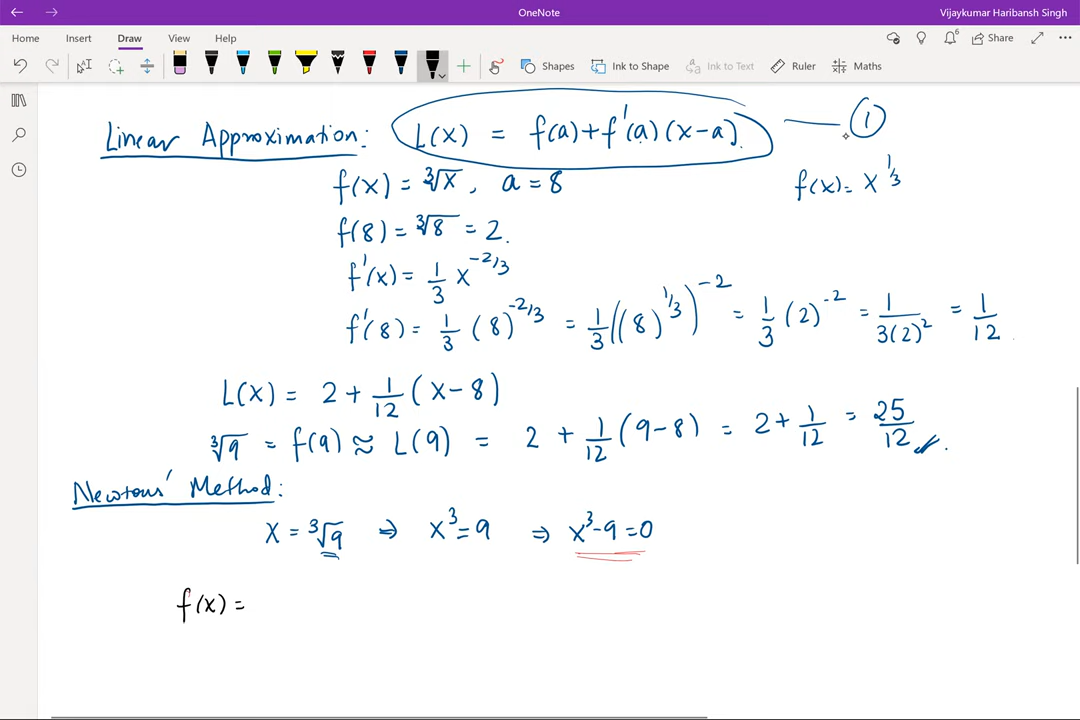 OneNote
Vijaykumar Haribansh Singh
Home Insert Draw View Help
6
Share
Shapes Ink to Shape Ink to Text Ruler Maths
Linear Approximation: L(x) = f(a)+f'(a)(x-a). ①
f(x) = ∛x, a = 8 f(x)= x^1/3
f(8) = ∛8 = 2.
f'(x) = 1/3 x^-2/3
f'(8) = 1/3 (8)^-2/3 = 1/3((8)^1/3)^-2 = 1/3 (2)^-2 = 1/3(2)^2 = 1/12
L(x) = 2 + 1/12 (x-8)
∛9 = f(9) ≈ L(9) = 2 + 1/12 (9-8) = 2 + 1/12 = 25/12.
Newtons' Method:
x = ∛9 ⇒ x^3 = 9 ⇒ x^3-9=0
f(x) =